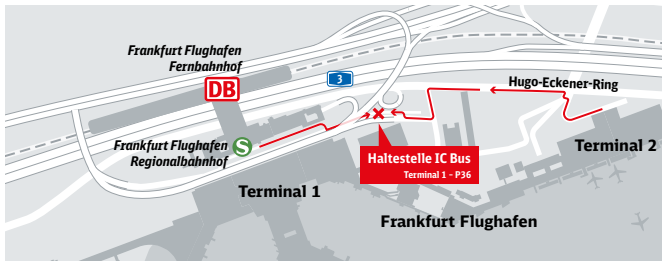 Frankfurt Flughafen
Fernbahnhof
DB
3
Hugo-Eckener-Ring
Frankfurt Flughafen
Regionalbahnhof
S
Haltestelle IC Bus
Terminal 1 – P36
Terminal 2
Terminal 1
Frankfurt Flughafen